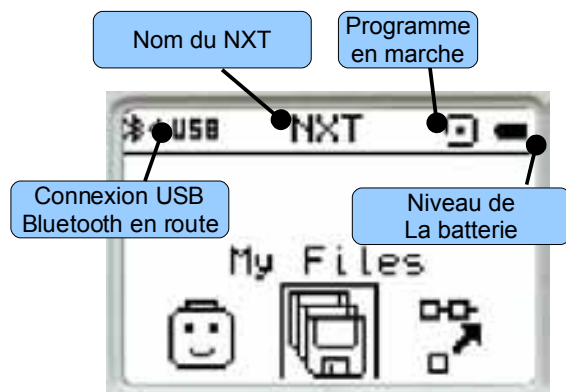 Nom du NXT
Programme
en marche
USB
NXT
Connexion USB
Bluetooth en route
Niveau de
La batterie
My Files